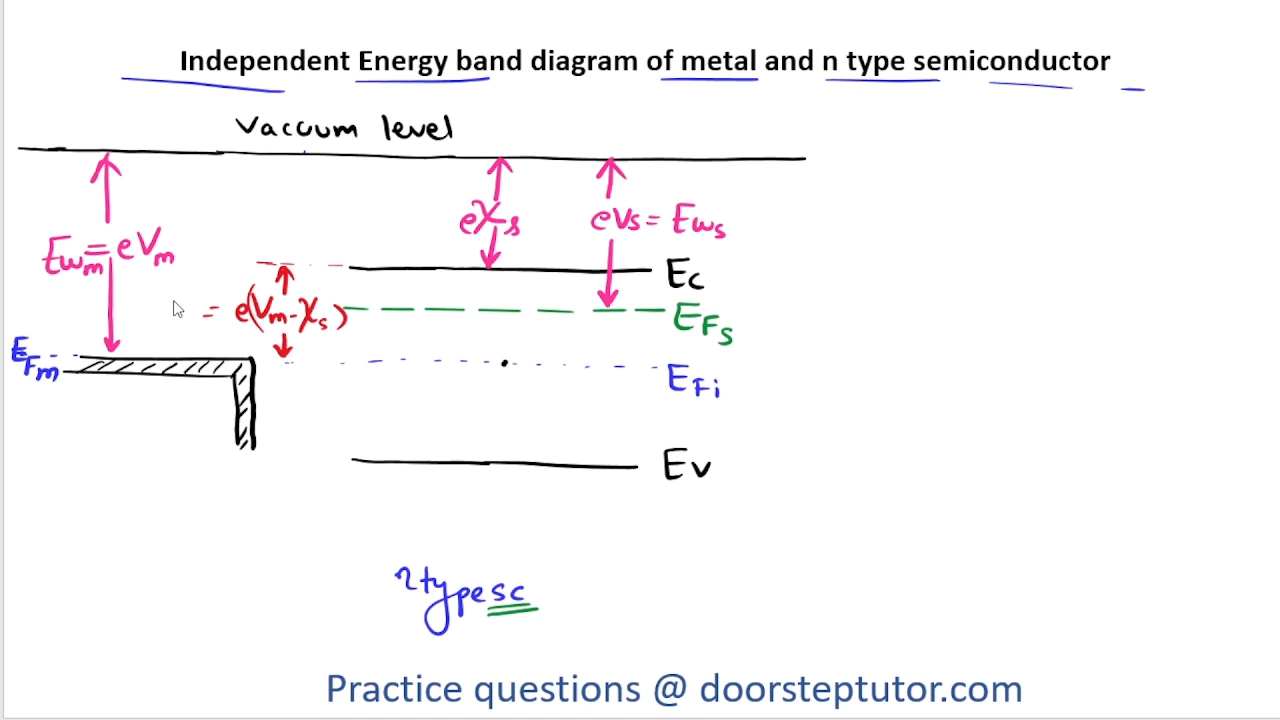 Independent Energy band diagram of metal and n type semiconductor
Vacuum level
eχs
eVs = Ews
Ewm = eVm
Ec
= e(Vm - χs)
EFs
EFm
EFi
Ev
n type sc
Practice questions @ doorsteptutor.com